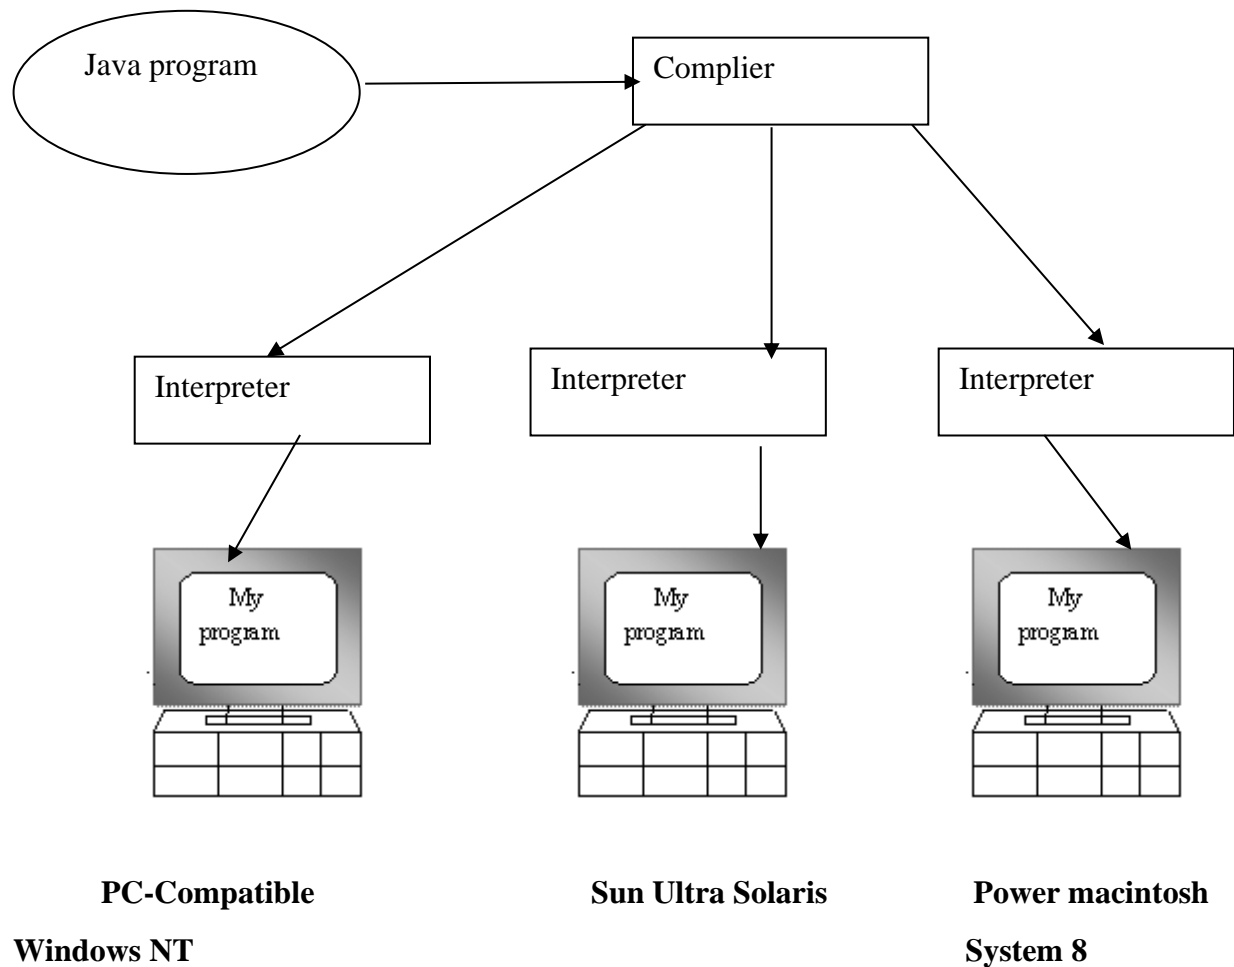 Java program
Complier
Interpreter
Interpreter
Interpreter
My
program
My
program
My
program
PC-Compatible
Sun Ultra Solaris
Power macintosh
Windows NT
System 8